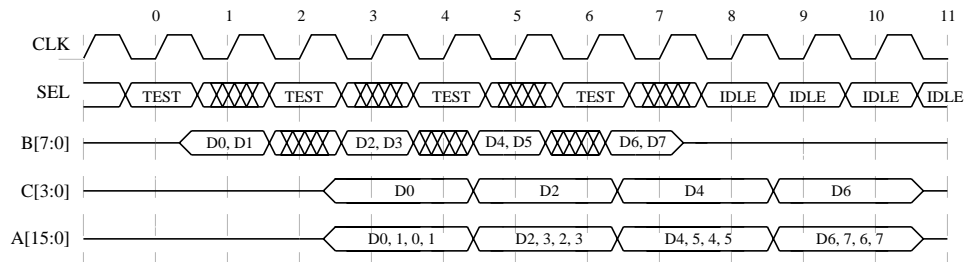 0 1 2 3 4 5 6 7 8 9 10 11
CLK
SEL TEST TEST TEST TEST IDLE IDLE IDLE IDLE
B[7:0] D0, D1 D2, D3 D4, D5 D6, D7
C[3:0] D0 D2 D4 D6
A[15:0] D0, 1, 0, 1 D2, 3, 2, 3 D4, 5, 4, 5 D6, 7, 6, 7